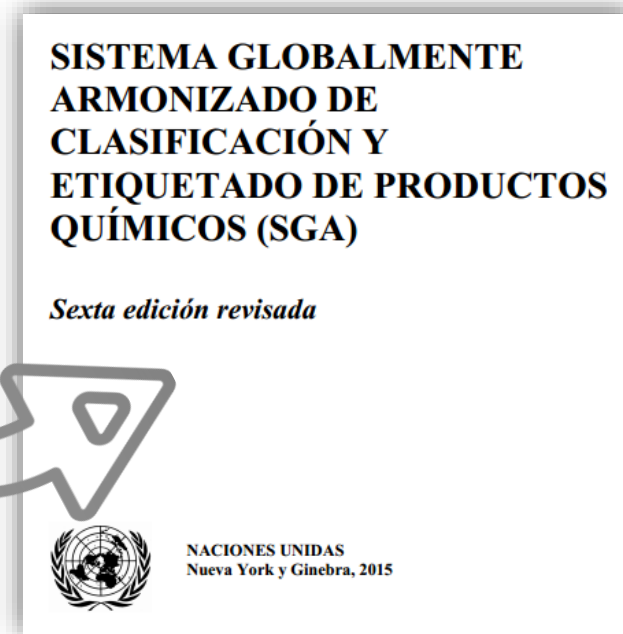 SISTEMA GLOBALMENTE
ARMONIZADO DE
CLASIFICACIÓN Y
ETIQUETADO DE PRODUCTOS
QUÍMICOS (SGA)
Sexta edición revisada
NACIONES UNIDAS
Nueva York y Ginebra, 2015